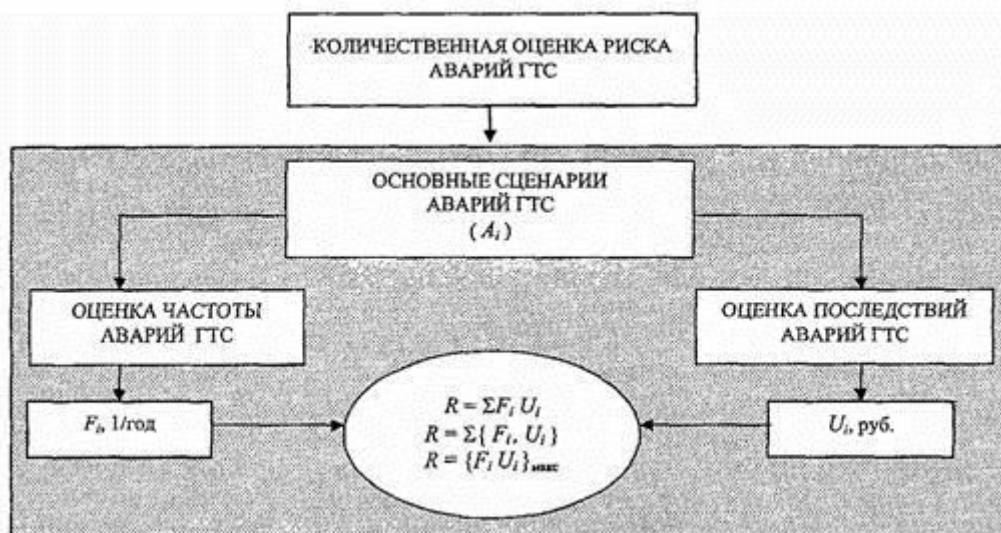 КОЛИЧЕСТВЕННАЯ ОЦЕНКА РИСКА
АВАРИЙ ГТС
ОСНОВНЫЕ СЦЕНАРИИ
АВАРИЙ ГТС
( Aᵢ )
ОЦЕНКА ЧАСТОТЫ
АВАРИЙ ГТС
ОЦЕНКА ПОСЛЕДСТВИЙ
АВАРИЙ ГТС
Fᵢ, 1/год
R = ΣFᵢ Uᵢ
R = Σ{ Fᵢ, Uᵢ }
R = {Fᵢ Uᵢ}макс
Uᵢ, руб.